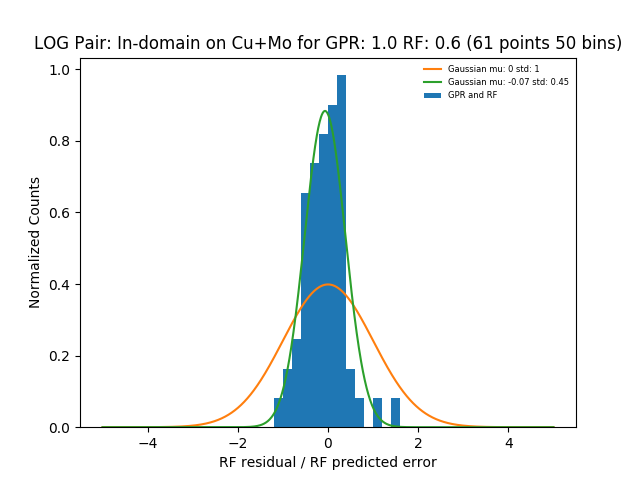 LOG Pair: In-domain on Cu+Mo for GPR: 1.0 RF: 0.6 (61 points 50 bins)
Gaussian mu: 0 std: 1
Gaussian mu: -0.07 std: 0.45
GPR and RF
Normalized Counts
1.0
0.8
0.6
0.4
0.2
0.0
−4 −2 0 2 4
RF residual / RF predicted error